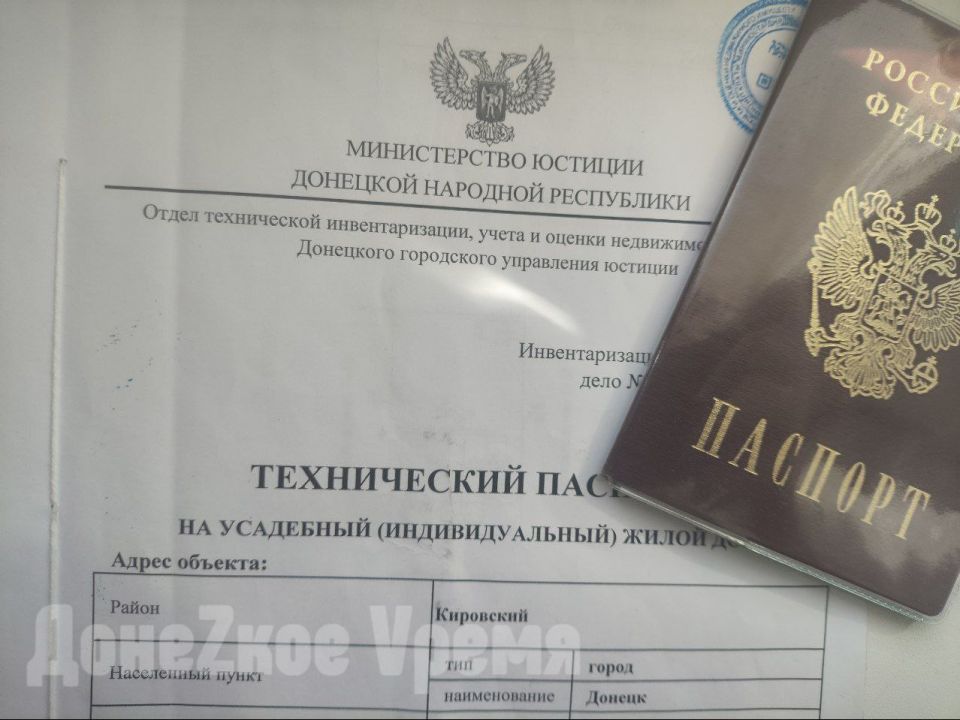 МИНИСТЕРСТВО ЮСТИЦИИ
ДОНЕЦКОЙ НАРОДНОЙ РЕСПУБЛИКИ
Отдел технической инвентаризации, учета и оценки недвижимо
Донецкого городского управления юстиции
Инвентаризац
дело №
ТЕХНИЧЕСКИЙ ПАС
НА УСАДЕБНЫЙ (ИНДИВИДУАЛЬНЫЙ) ЖИЛОЙ ДО
Адрес объекта:
Район Кировский
Населенный пункт тип город
наименование Донецк
РОССИ
ФЕДЕР
ПАСПОРТ
ДонеZкое Vремя